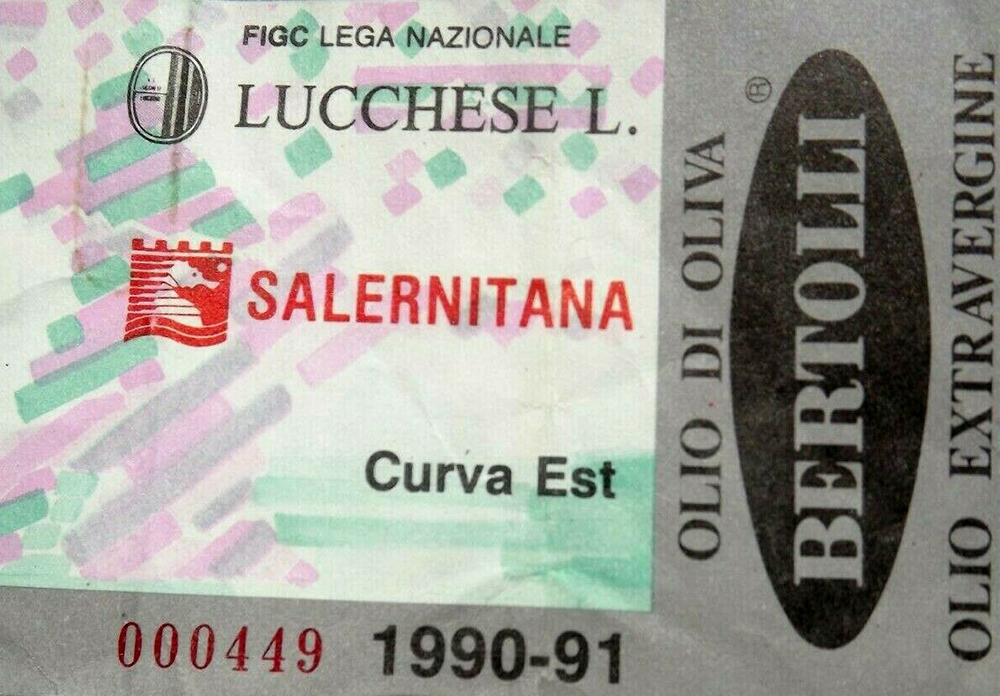 FIGC LEGA NAZIONALE
LUCCHESE L.
SALERNITANA
Curva Est
000449
1990-91
OLIO DI OLIVA
BERTOLLI
®
OLIO EXTRAVERGINE